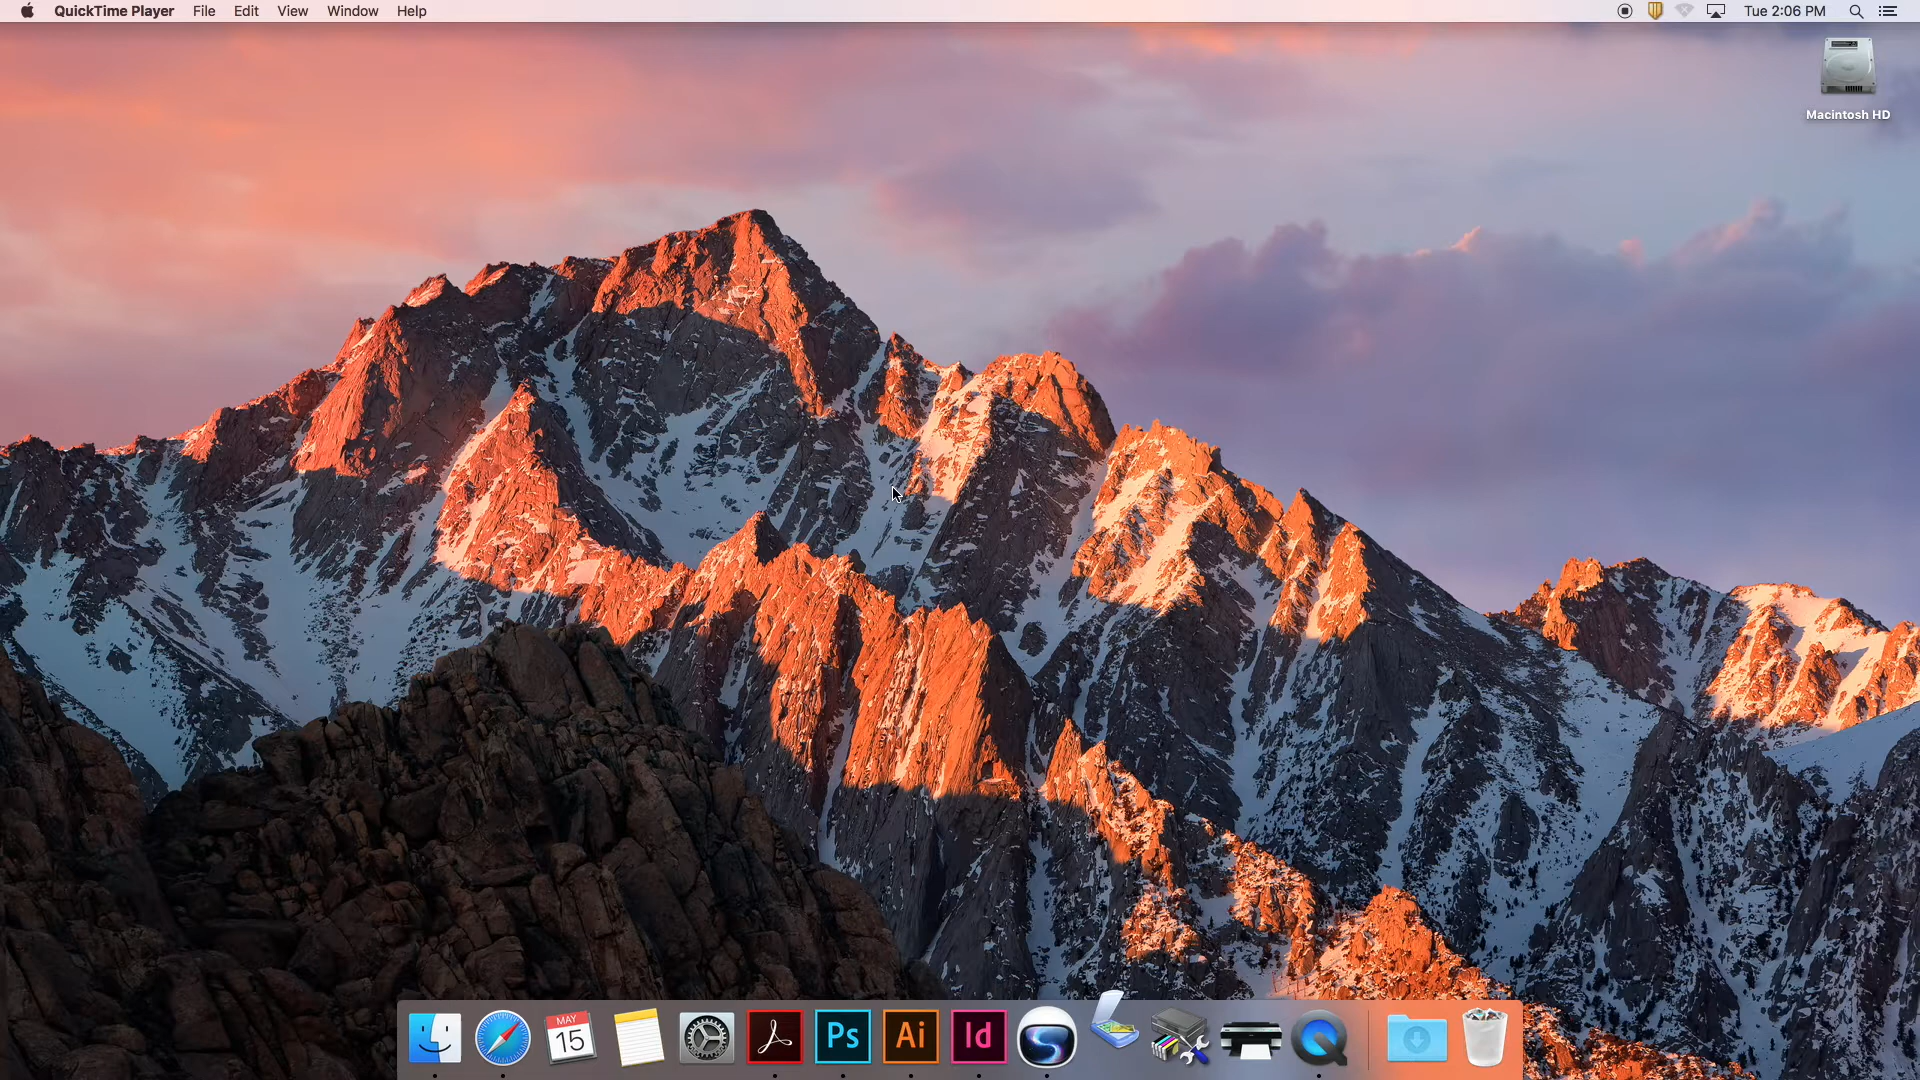 QuickTime Player File Edit View Window Help Tue 2:06 PM
Macintosh HD
MAY
15
Ps
Ai
Id